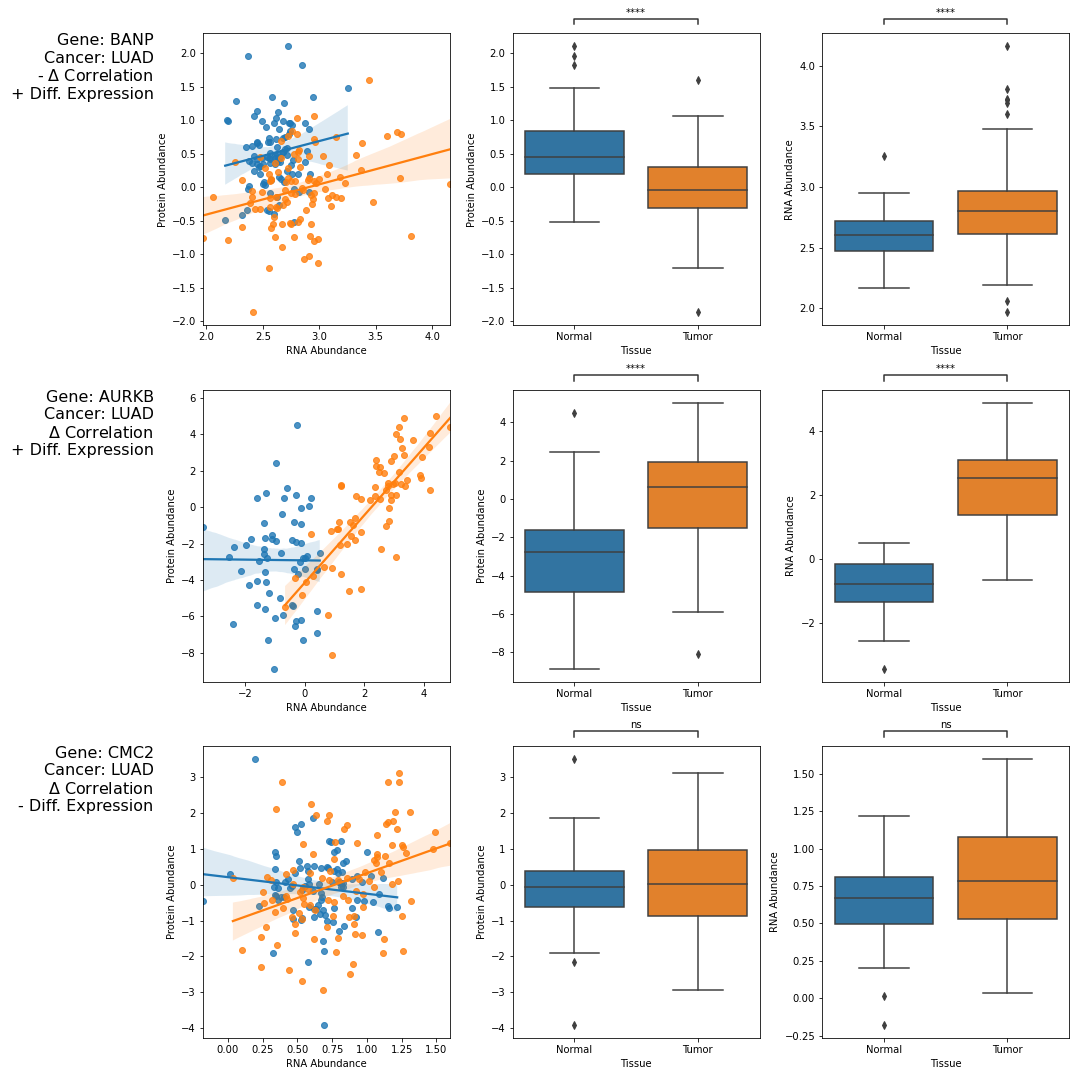 Gene: BANP
Cancer: LUAD
- Δ Correlation
+ Diff. Expression
2.0
1.5
1.0
0.5
0.0
−0.5
−1.0
−1.5
−2.0
Protein Abundance
2.0 2.5 3.0 3.5 4.0
RNA Abundance
****
2.0
1.5
1.0
0.5
0.0
−0.5
−1.0
−1.5
−2.0
Protein Abundance
Normal Tumor
Tissue
****
4.0
3.5
3.0
2.5
2.0
RNA Abundance
Normal Tumor
Tissue
Gene: AURKB
Cancer: LUAD
Δ Correlation
+ Diff. Expression
6
4
2
0
−2
−4
−6
−8
Protein Abundance
−2 0 2 4
RNA Abundance
****
4
2
0
−2
−4
−6
−8
Protein Abundance
Normal Tumor
Tissue
****
4
2
0
−2
RNA Abundance
Normal Tumor
Tissue
Gene: CMC2
Cancer: LUAD
Δ Correlation
- Diff. Expression
3
2
1
0
−1
−2
−3
−4
Protein Abundance
0.00 0.25 0.50 0.75 1.00 1.25 1.50
RNA Abundance
ns
3
2
1
0
−1
−2
−3
−4
Protein Abundance
Normal Tumor
Tissue
ns
1.50
1.25
1.00
0.75
0.50
0.25
0.00
−0.25
RNA Abundance
Normal Tumor
Tissue